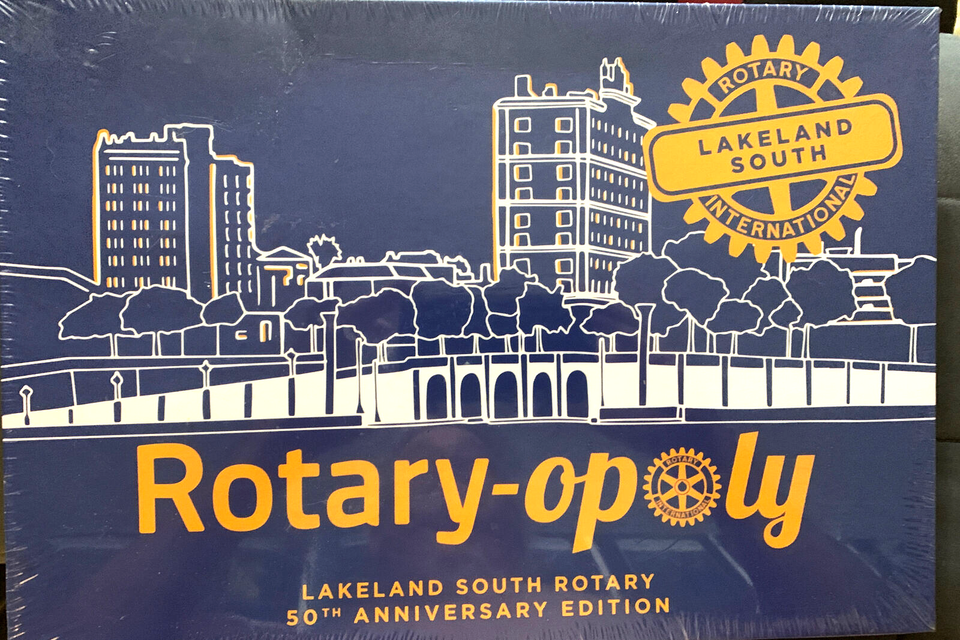 ROTARY
LAKELAND
SOUTH
INTERNATIONAL
Rotary-opoly
ROTARY
INTERNATIONAL
LAKELAND SOUTH ROTARY
50TH ANNIVERSARY EDITION